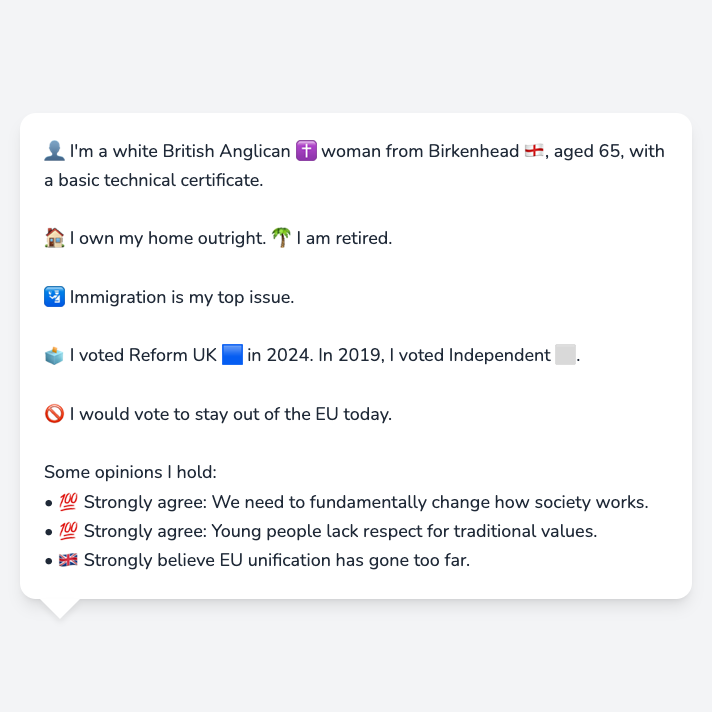 👤 I'm a white British Anglican ✝️ woman from Birkenhead 🏴󠁧󠁢󠁥󠁮󠁧󠁿, aged 65, with
a basic technical certificate.
🏠 I own my home outright. 🌴 I am retired.
🛂 Immigration is my top issue.
🗳️ I voted Reform UK 🟦 in 2024. In 2019, I voted Independent ⬜.
🚫 I would vote to stay out of the EU today.
Some opinions I hold:
• 💯 Strongly agree: We need to fundamentally change how society works.
• 💯 Strongly agree: Young people lack respect for traditional values.
• 🇬🇧 Strongly believe EU unification has gone too far.